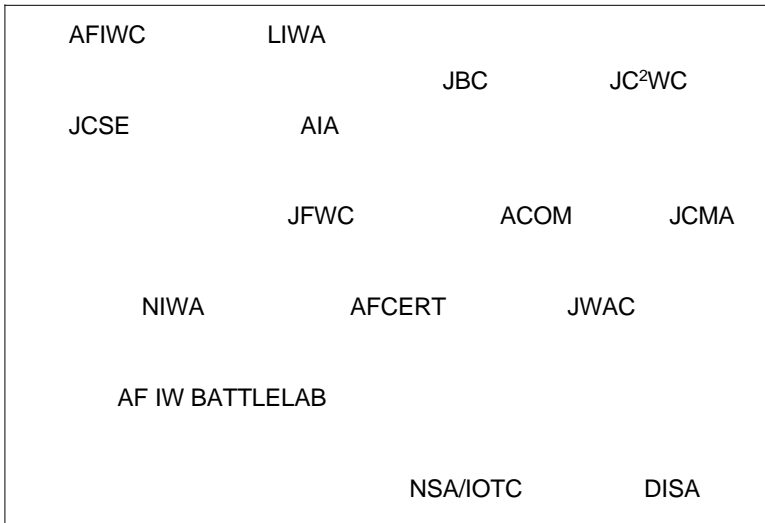 AFIWC LIWA
JBC JC²WC
JCSE AIA
JFWC ACOM JCMA
NIWA AFCERT JWAC
AF IW BATTLELAB
NSA/IOTC DISA